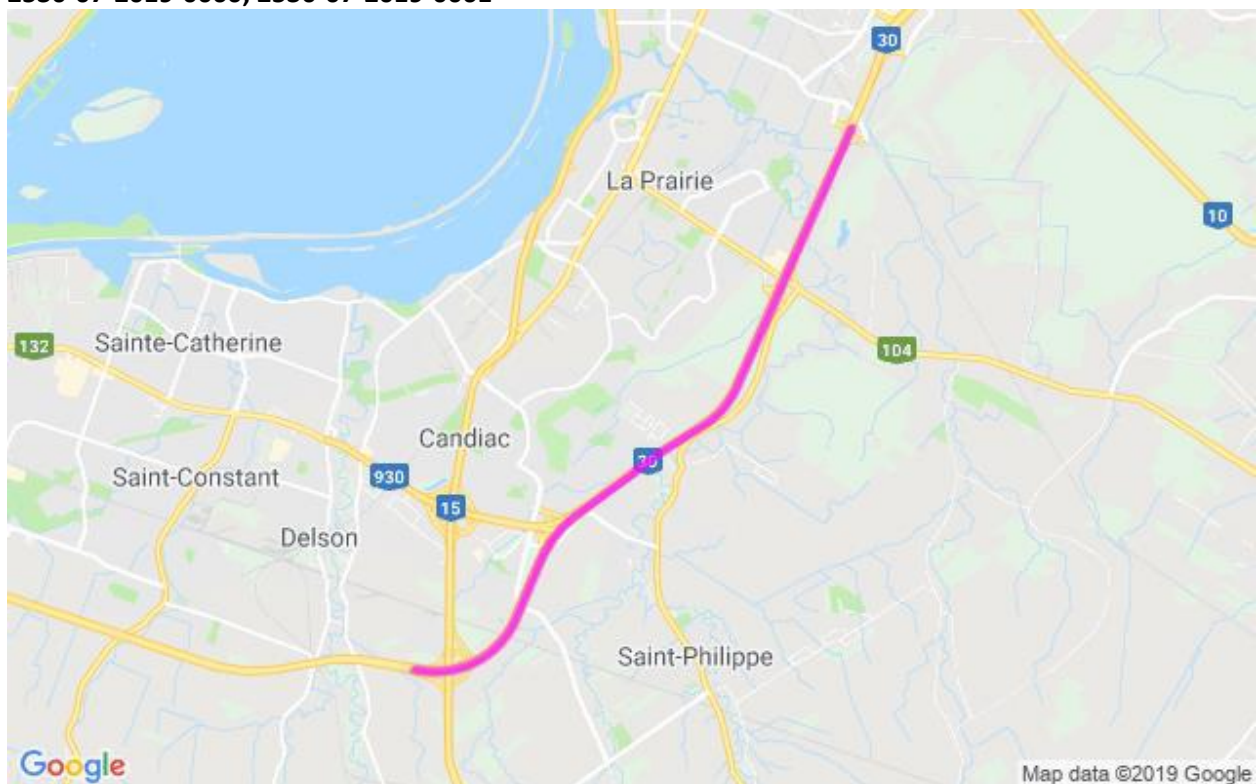 30
La Prairie
10
132
Sainte-Catherine
104
Candiac
30
Saint-Constant
930
15
Delson
Saint-Philippe
Google
Map data ©2019 Google